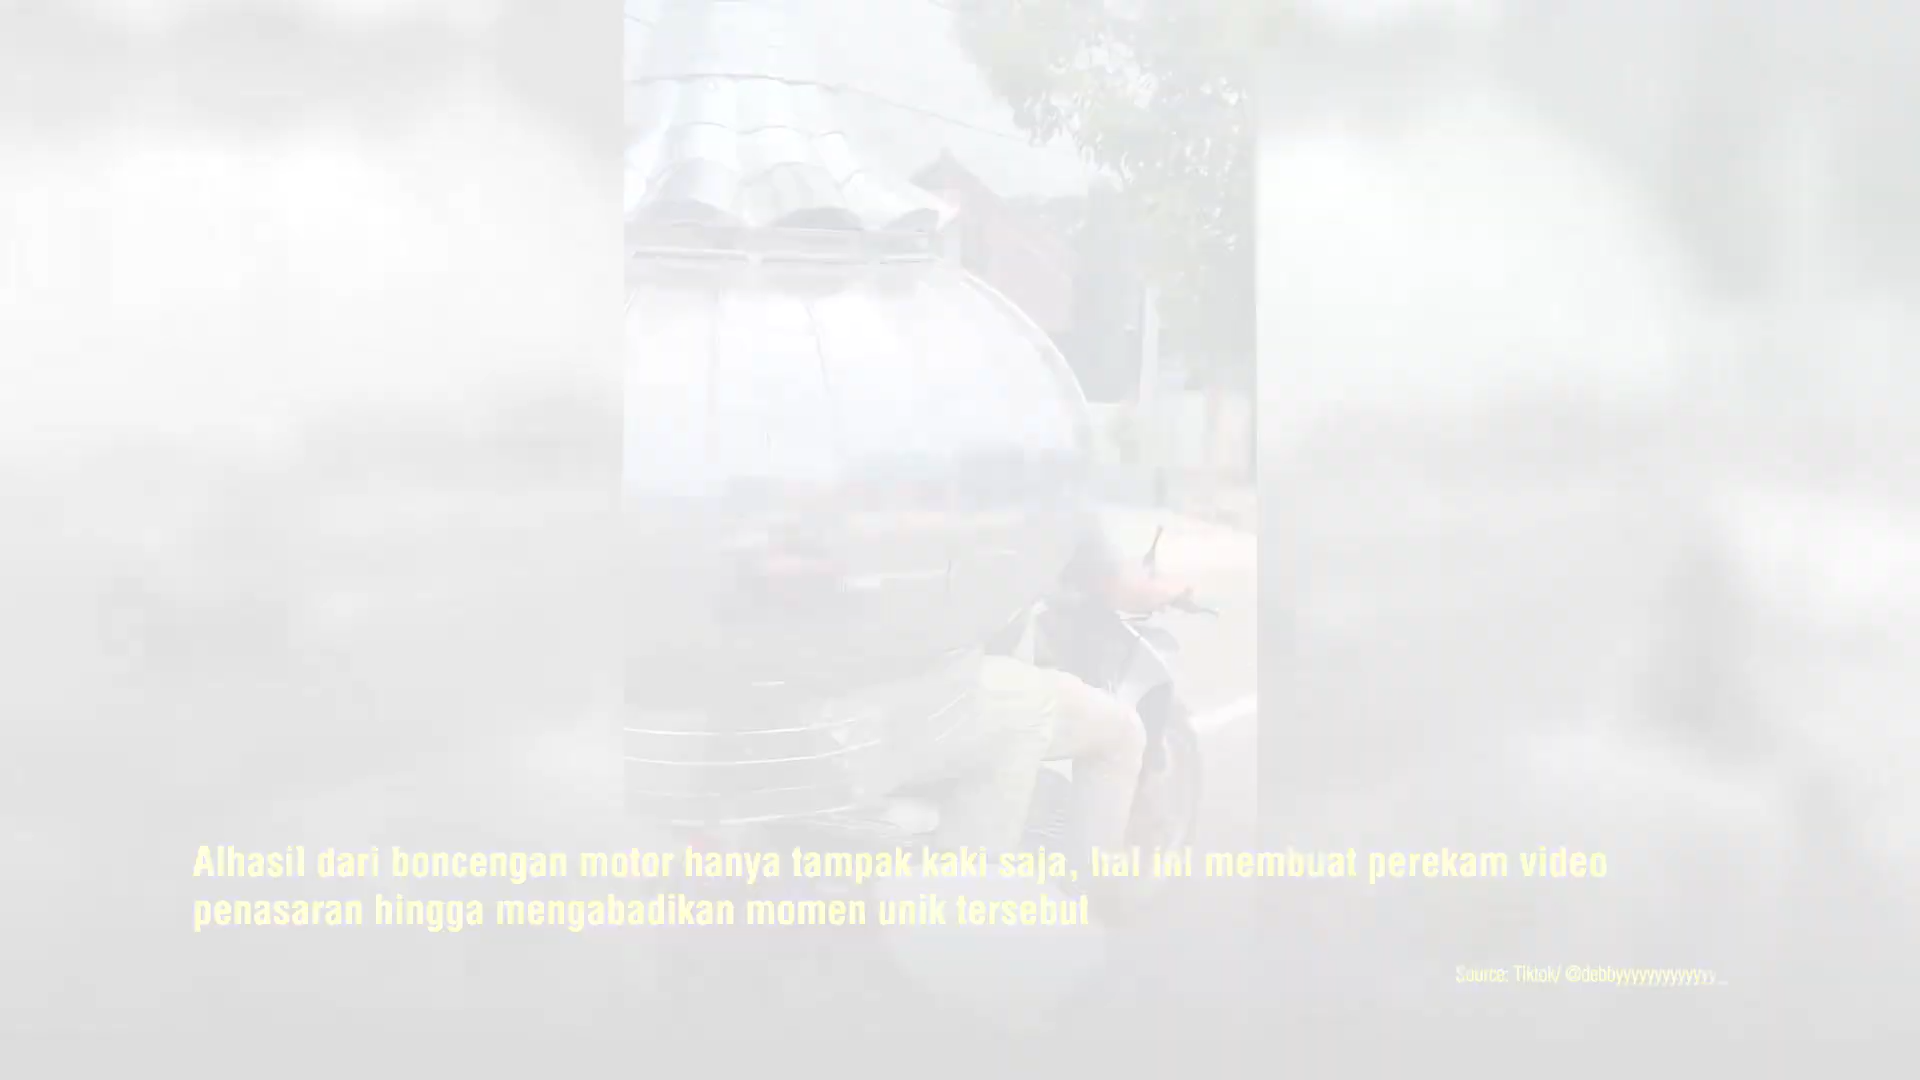 Alhasil dari boncengan motor hanya tampak kaki saja, hal ini membuat perekam video
penasaran hingga mengabadikan momen unik tersebut
Source: Tiktok/ @debbyyyyyyyyyyyyy_